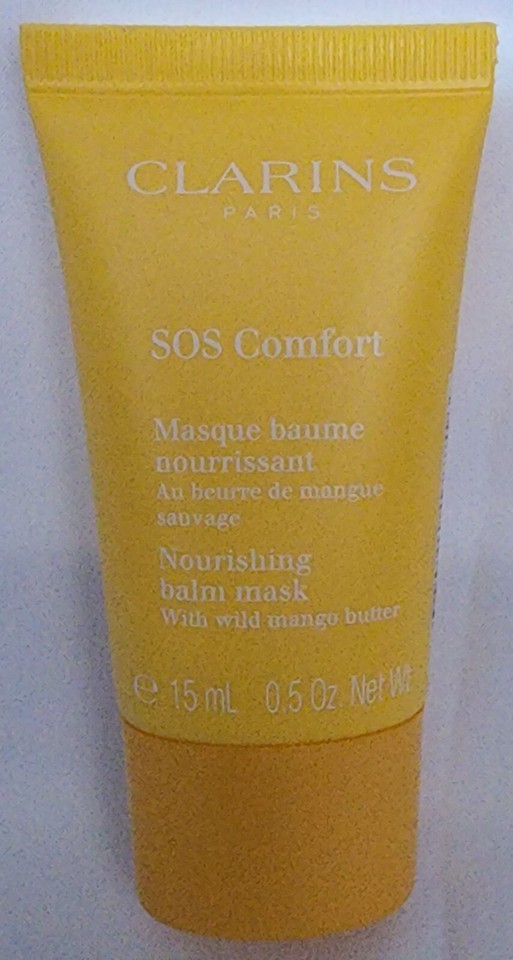 CLARINS
PARIS
SOS Comfort
Masque baume
nourrissant
Au beurre de mangue
sauvage
Nourishing
balm mask
With wild mango butter
℮ 15 mL 0.5 Oz. Net Wt